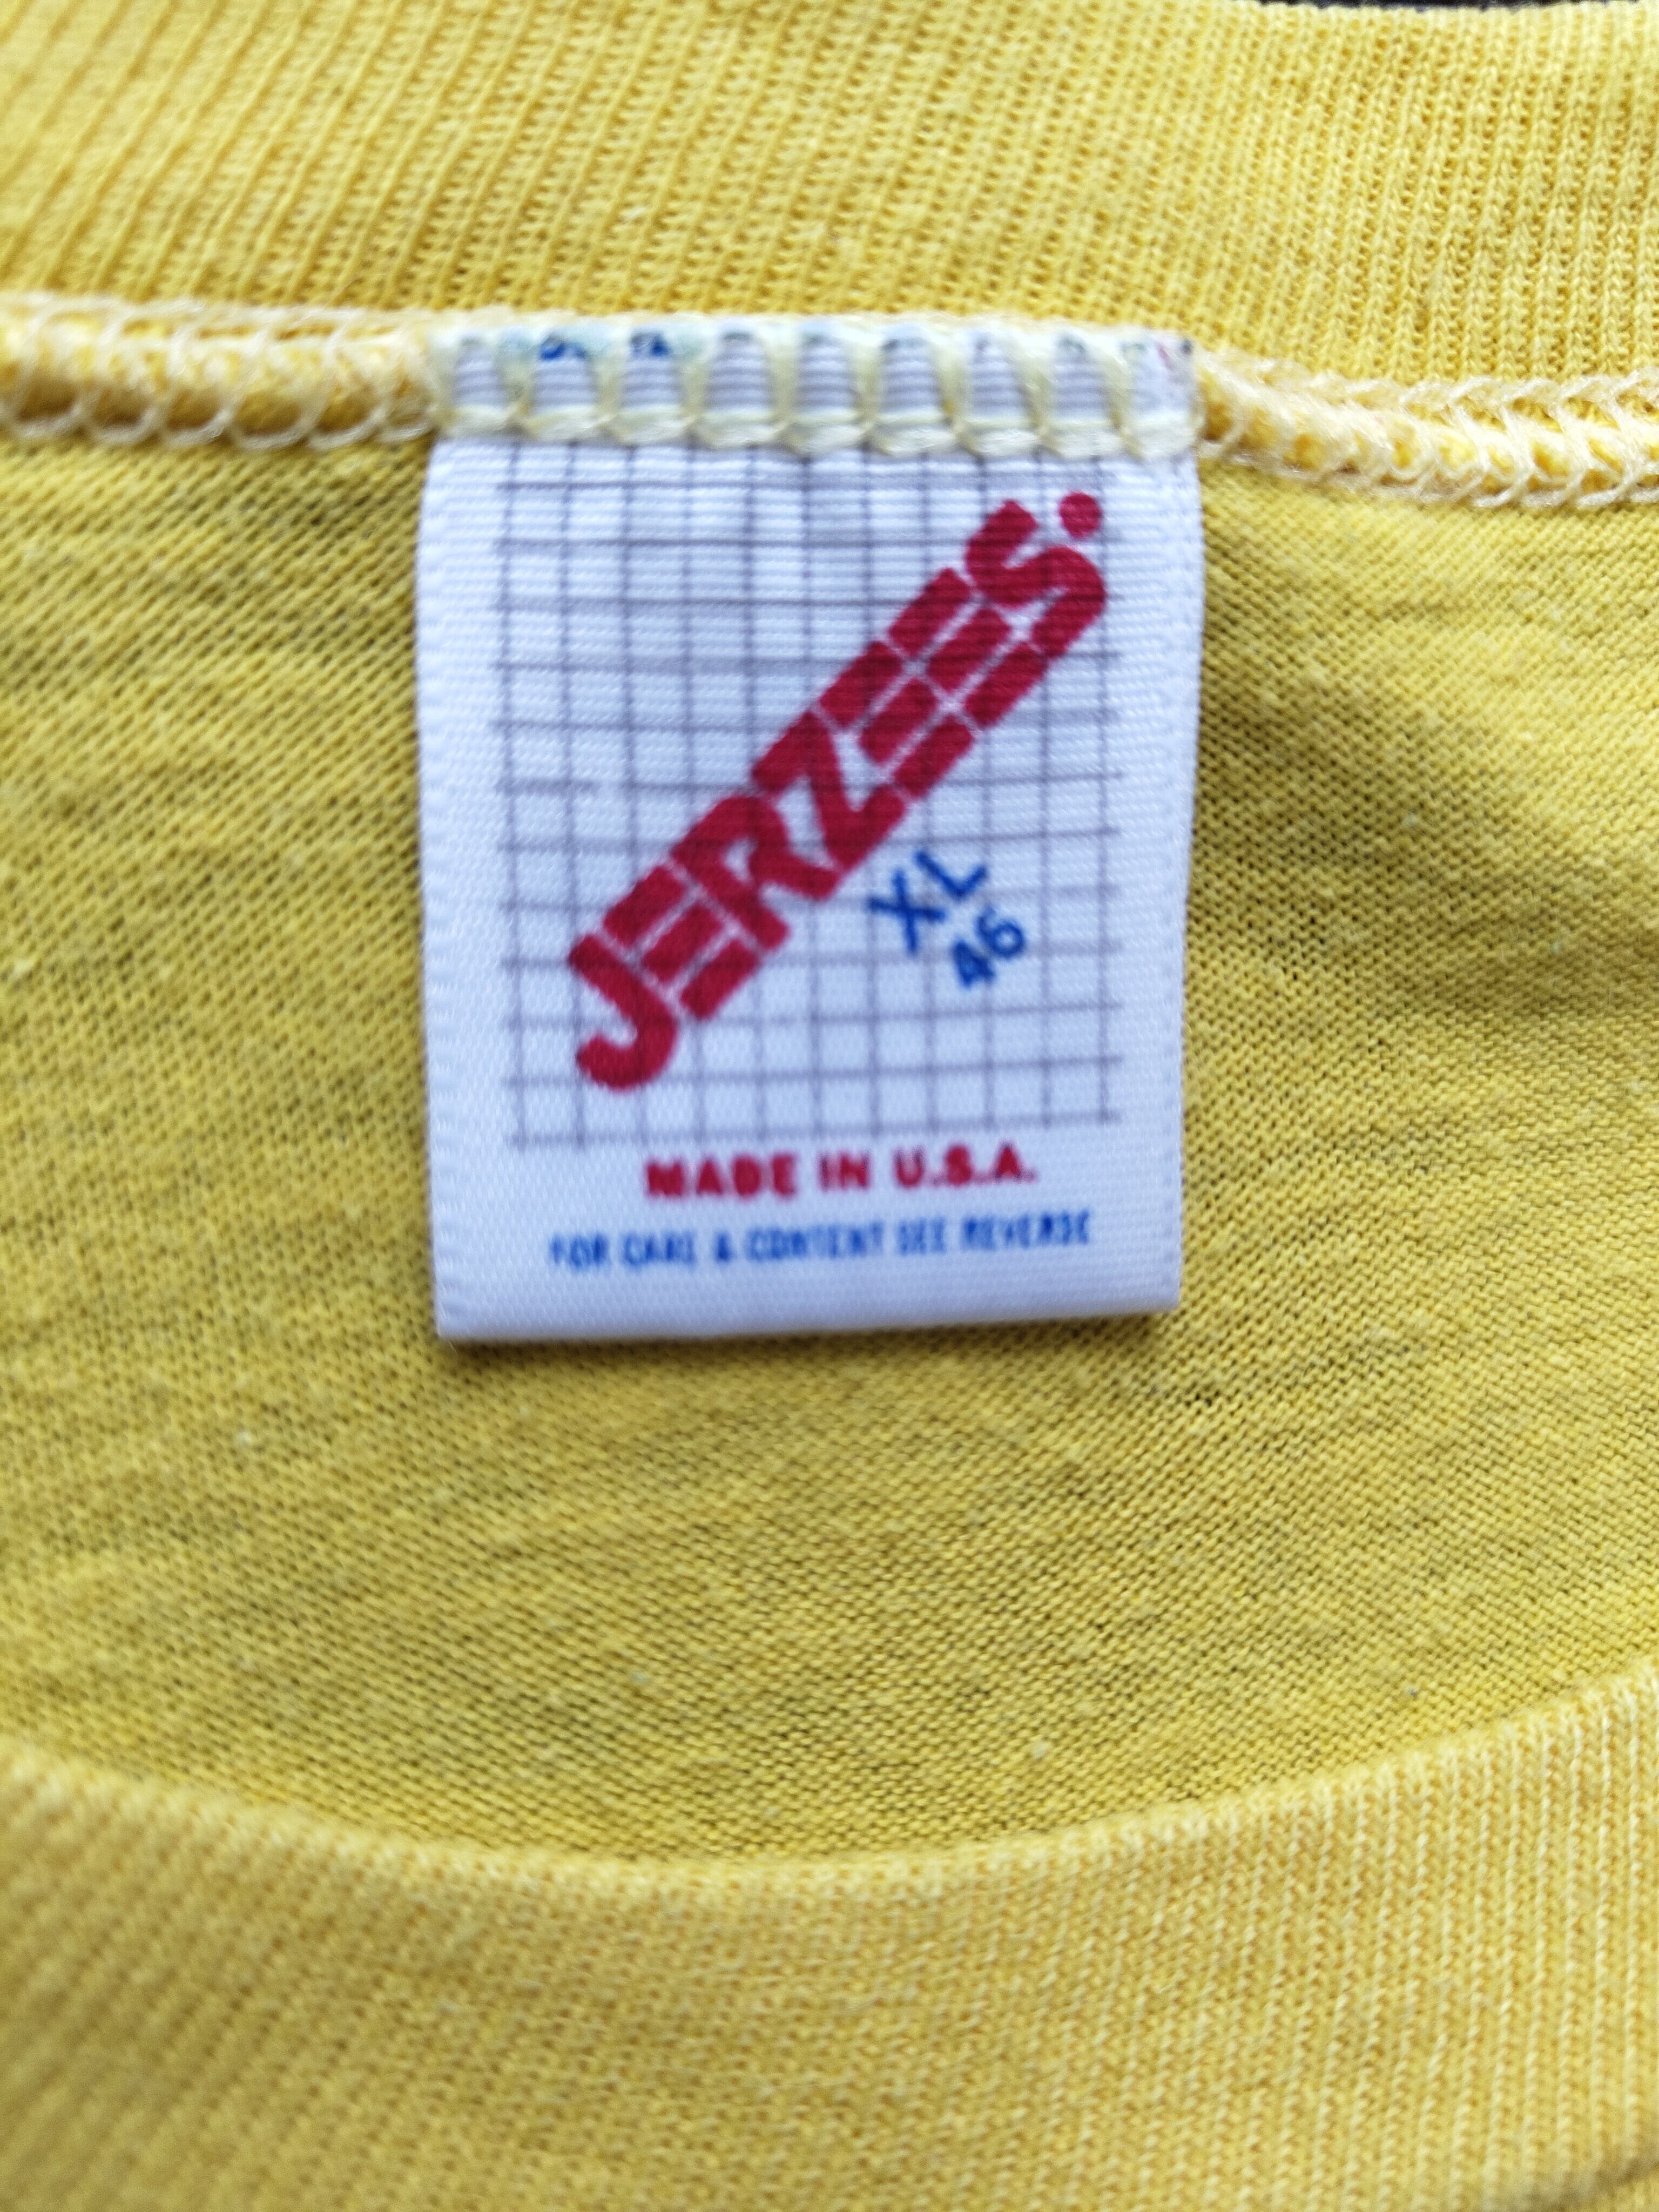 JERZEES
XL
46
MADE IN U.S.A.
FOR CARE & CONTENT SEE REVERSE